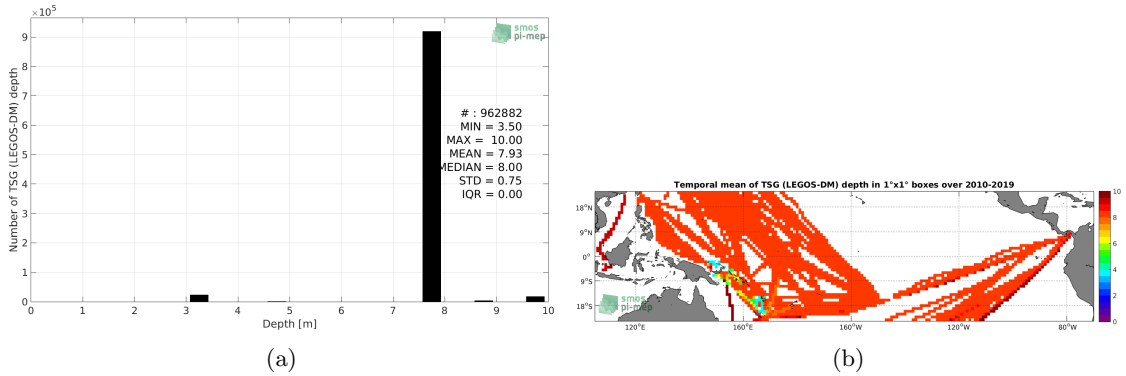 ×10⁵
9
8
7
6
5
4
3
2
1
0
Number of TSG (LEGOS-DM) depth
smos
pi-mep
# : 962882
MIN = 3.50
MAX = 10.00
MEAN = 7.93
MEDIAN = 8.00
STD = 0.75
IQR = 0.00
0 1 2 3 4 5 6 7 8 9 10
Depth [m]
(a)
Temporal mean of TSG (LEGOS-DM) depth in 1°x1° boxes over 2010-2019
18°N
9°N
0°
9°S
18°S
smos
pi-mep
120°E 160°E 160°W 120°W 80°W
10
8
6
4
2
0
(b)